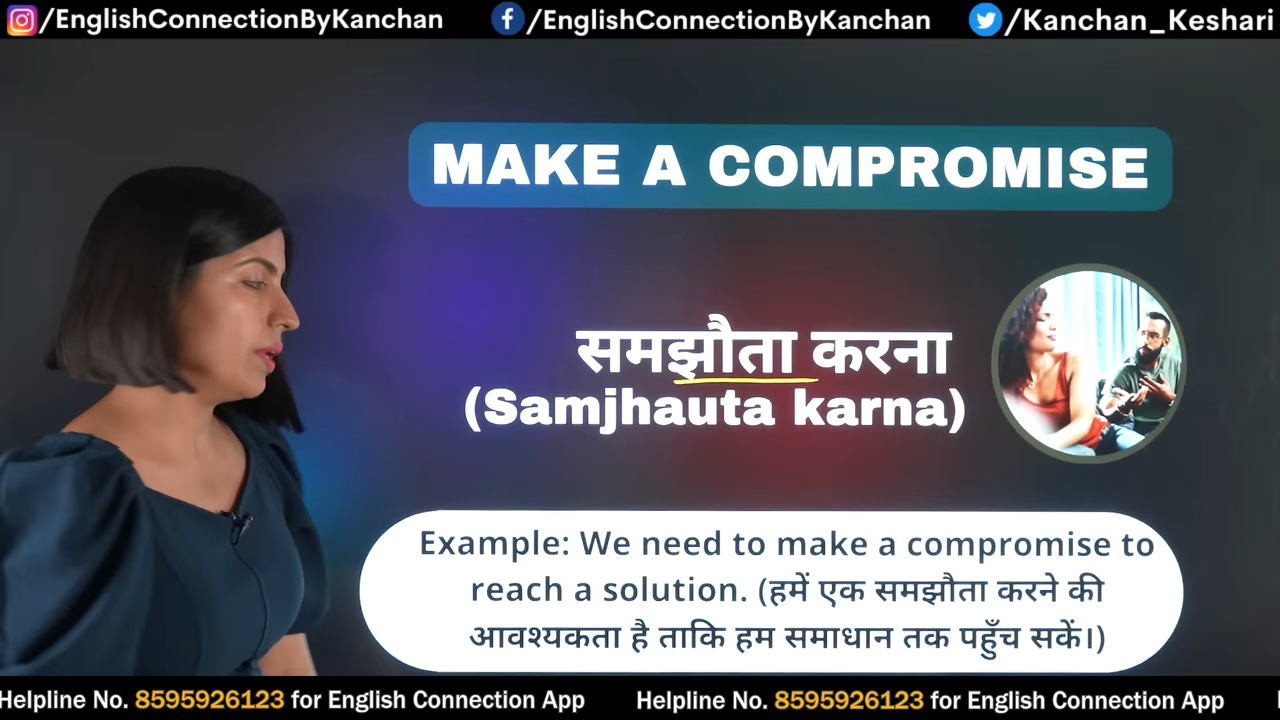 /EnglishConnectionByKanchan /EnglishConnectionByKanchan /Kanchan_Keshari
MAKE A COMPROMISE
समझौता करना
(Samjhauta karna)
Example: We need to make a compromise to
reach a solution. (हमें एक समझौता करने की
आवश्यकता है ताकि हम समाधान तक पहुँच सकें।)
Helpline No. 8595926123 for English Connection App Helpline No. 8595926123 for English Connection App